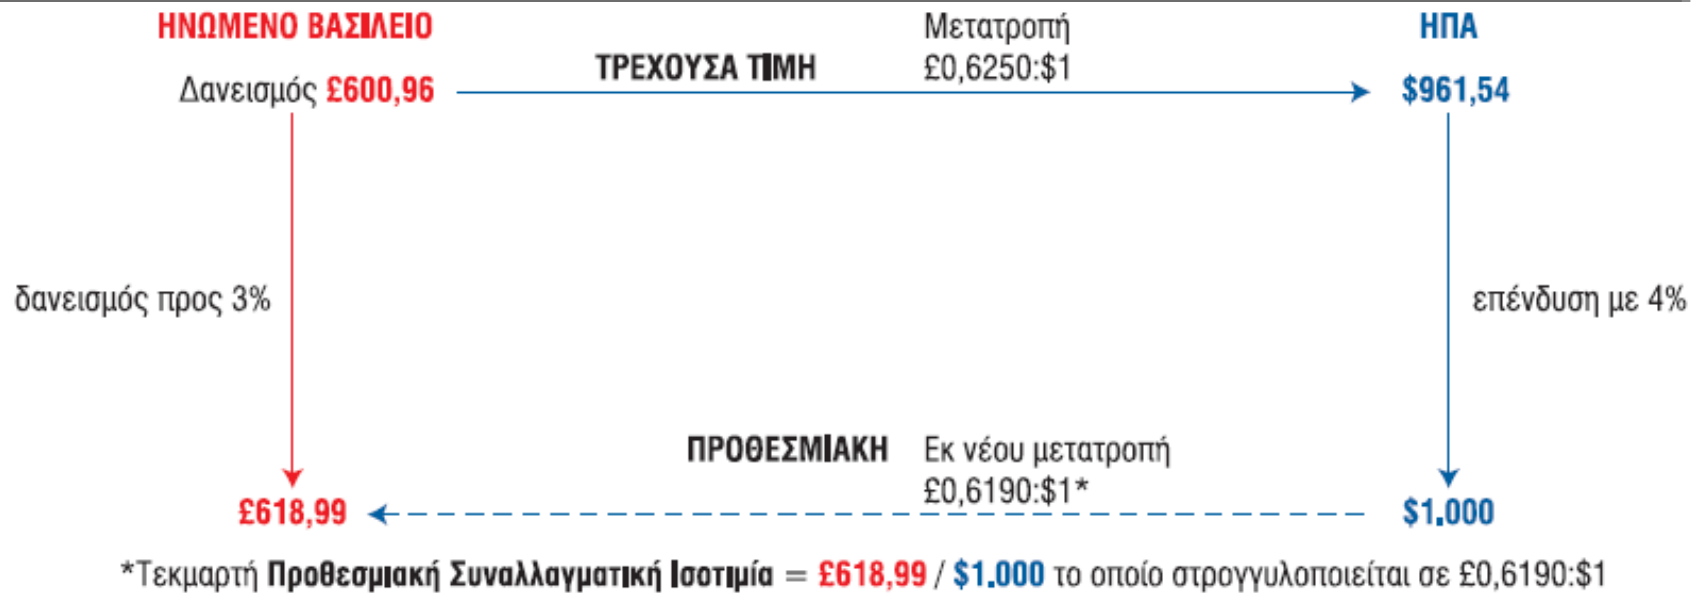 ΗΝΩΜΕΝΟ ΒΑΣΙΛΕΙΟ
Μετατροπή
ΗΠΑ
ΤΡΕΧΟΥΣΑ ΤΙΜΗ
£0,6250:$1
Δανεισμός £600,96
$961,54
δανεισμός προς 3%
επένδυση με 4%
ΠΡΟΘΕΣΜΙΑΚΗ
Εκ νέου μετατροπή
£0,6190:$1*
£618,99
$1.000
*Τεκμαρτή Προθεσμιακή Συναλλαγματική Ισοτιμία = £618,99 / $1.000 το οποίο στρογγυλοποιείται σε £0,6190:$1